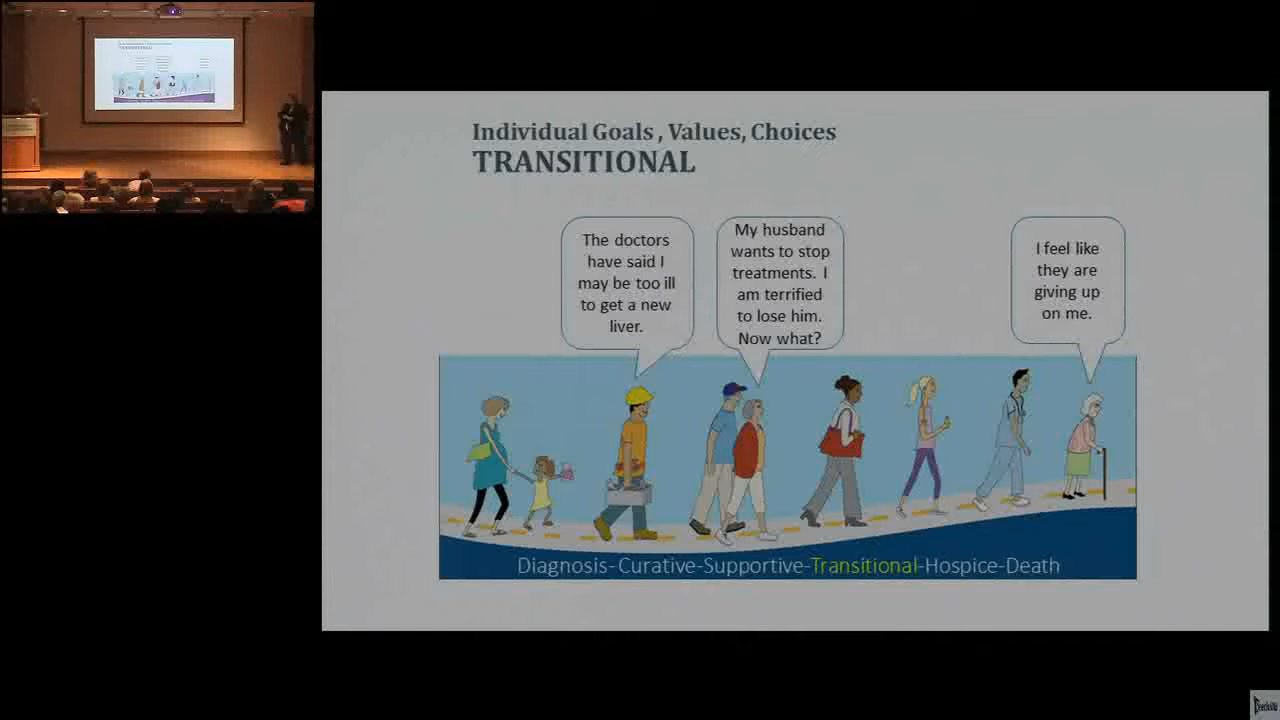 Individual Goals , Values, Choices
TRANSITIONAL
The doctors
have said I
may be too ill
to get a new
liver.
My husband
wants to stop
treatments. I
am terrified
to lose him.
Now what?
I feel like
they are
giving up
on me.
Diagnosis-Curative-Supportive-Transitional-Hospice-Death